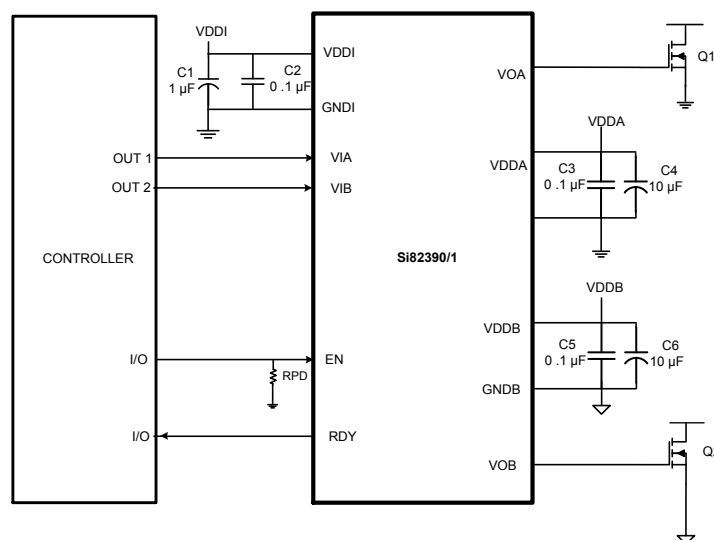 VDDI
C1
1 µF
C2
0 .1 µF
VDDI
GNDI
OUT 1
OUT 2
VIA
VIB
CONTROLLER
Si82390/1
I/O
RPD
EN
I/O
RDY
VOA
Q1
VDDA
VDDA
C3
0 .1 µF
C4
10 µF
VDDB
VDDB
C5
0 .1 µF
C6
10 µF
GNDB
VOB